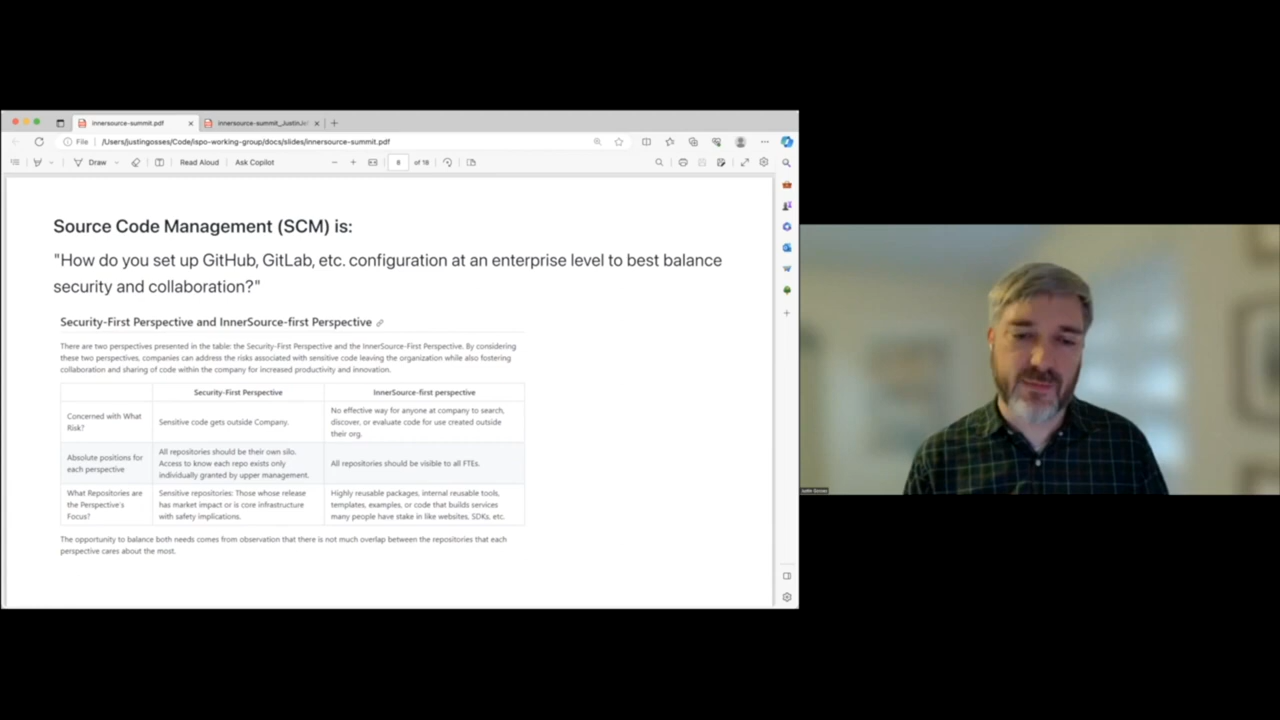 innersource-summit.pdf
File
/Users/justingosses/Code/ispo-working-group/docs/slides/innersource-summit.pdf
Draw
Read Aloud
Ask Copilot
8
of 18
Source Code Management (SCM) is:
"How do you set up GitHub, GitLab, etc. configuration at an enterprise level to best balance
security and collaboration?"
Security-First Perspective and InnerSource-first Perspective
There are two perspectives presented in the table: the Security-First Perspective and the InnerSource-First Perspective. By considering
these two perspectives, companies can address the risks associated with sensitive code leaving the organization while also fostering
collaboration and sharing of code within the company for increased productivity and innovation.
Security-First Perspective
InnerSource-first perspective
Concerned with What
Risk?
Sensitive code gets outside Company.
No effective way for anyone at company to search,
discover, or evaluate code for use created outside
their org.
Absolute positions for
each perspective
All repositories should be their own silo.
Access to know each repo exists only
individually granted by upper management.
All repositories should be visible to all FTEs.
What Repositories are
the Perspective's
Focus?
Sensitive repositories: Those whose release
has market impact or is core infrastructure
with safety implications.
Highly reusable packages, internal reusable tools,
templates, examples, or code that builds services
many people have stake in like websites, SDKs, etc.
The opportunity to balance both needs comes from observation that there is not much overlap between the repositories that each
perspective cares about the most.